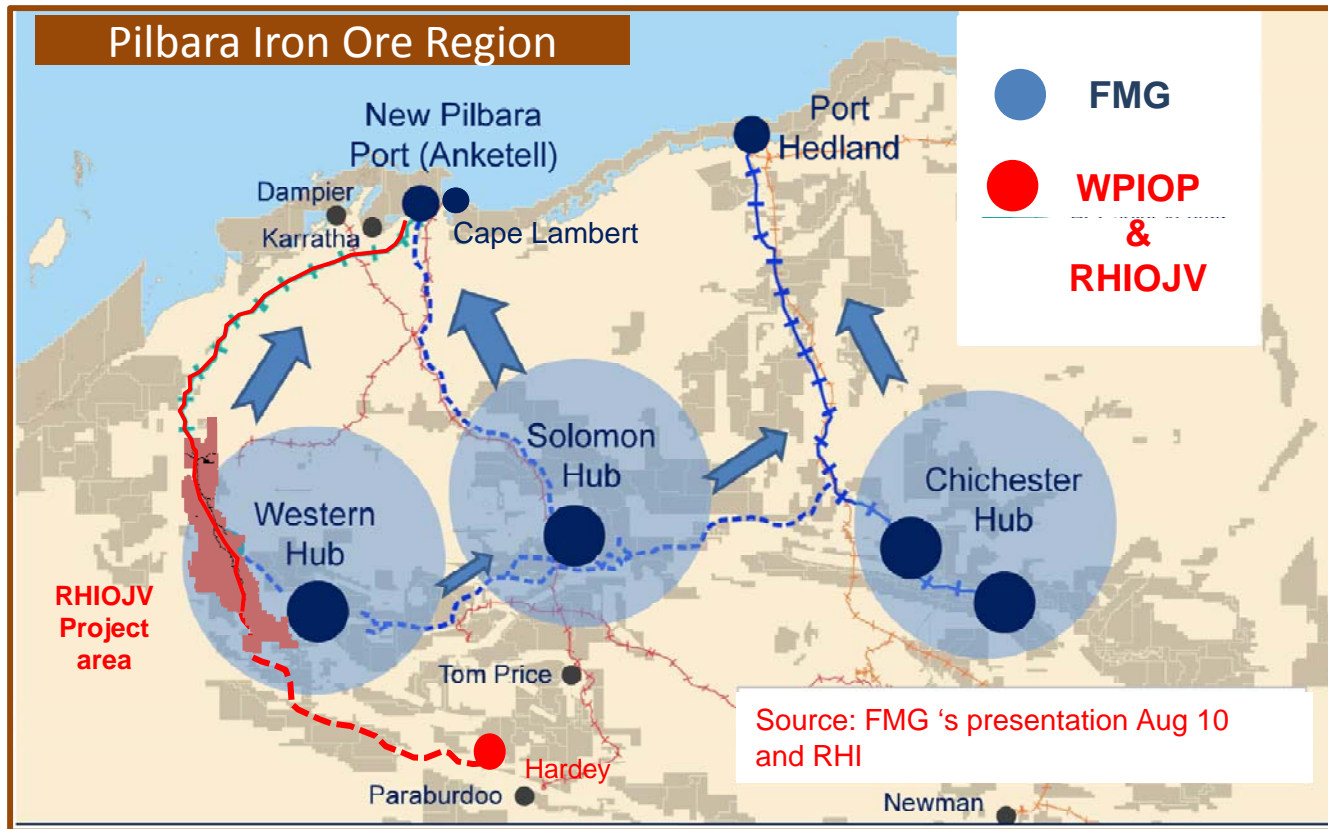 Pilbara Iron Ore Region
FMG
WPIOP
&
RHIOJV
New Pilbara
Port (Anketell)
Port
Hedland
Dampier
Karratha
Cape Lambert
Solomon
Hub
Chichester
Hub
Western
Hub
RHIOJV
Project
area
Tom Price
Source: FMG ‘s presentation Aug 10
and RHI
Hardey
Paraburdoo
Newman